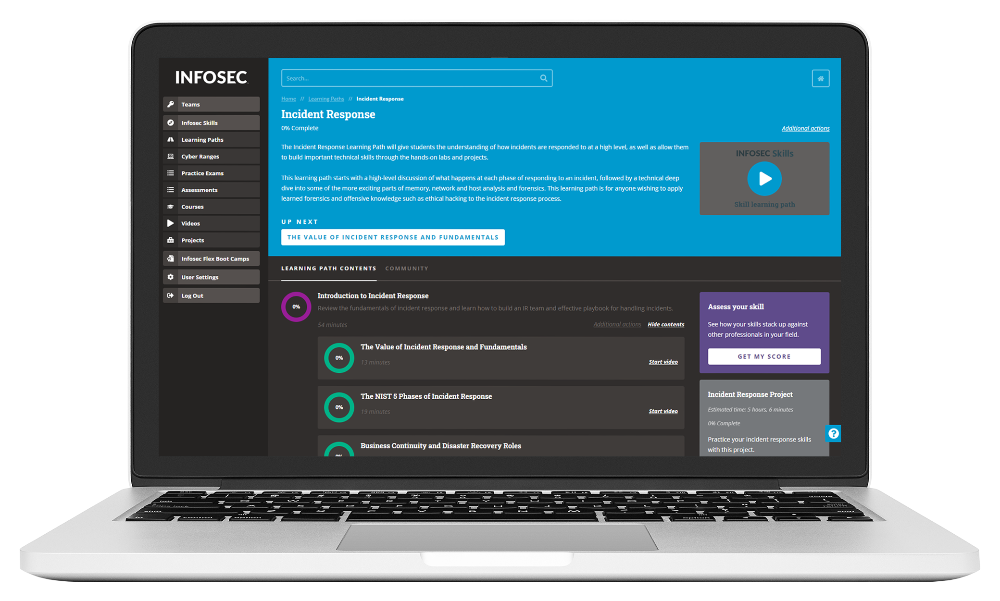 INFOSEC
Teams
Infosec Skills
Learning Paths
Cyber Ranges
Practice Exams
Assessments
Courses
Videos
Projects
Infosec Flex Boot Camps
User Settings
Log Out
Search...
Home // Learning Paths // Incident Response
Incident Response
0% Complete
Additional actions
The Incident Response Learning Path will give students the understanding of how incidents are responded to at a high level, as well as allow them
to build important technical skills through the hands-on labs and projects.
This learning path starts with a high-level discussion of what happens at each phase of responding to an incident, followed by a technical deep
dive into some of the more exciting parts of memory, network and host analysis and forensics. This learning path is for anyone wishing to apply
learned forensics and offensive knowledge such as ethical hacking to the incident response process.
INFOSEC Skills
Skill learning path
UP NEXT
THE VALUE OF INCIDENT RESPONSE AND FUNDAMENTALS
LEARNING PATH CONTENTS COMMUNITY
0%
Introduction to Incident Response
Review the fundamentals of incident response and learn how to build an IR team and effective playbook for handling incidents.
54 minutes
Additional actions Hide contents
0%
The Value of Incident Response and Fundamentals
13 minutes
Start video
0%
The NIST 5 Phases of Incident Response
19 minutes
Start video
Business Continuity and Disaster Recovery Roles
Assess your skill
See how your skills stack up against
other professionals in your field.
GET MY SCORE
Incident Response Project
Estimated time: 5 hours, 6 minutes
0% Complete
Practice your incident response skills
with this project.
?